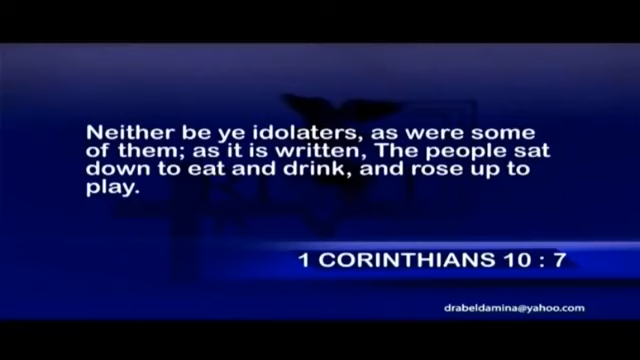 Neither be ye idolaters, as were some
of them; as it is written, The people sat
down to eat and drink, and rose up to
play.
1 CORINTHIANS 10 : 7
drabeldamina@yahoo.com